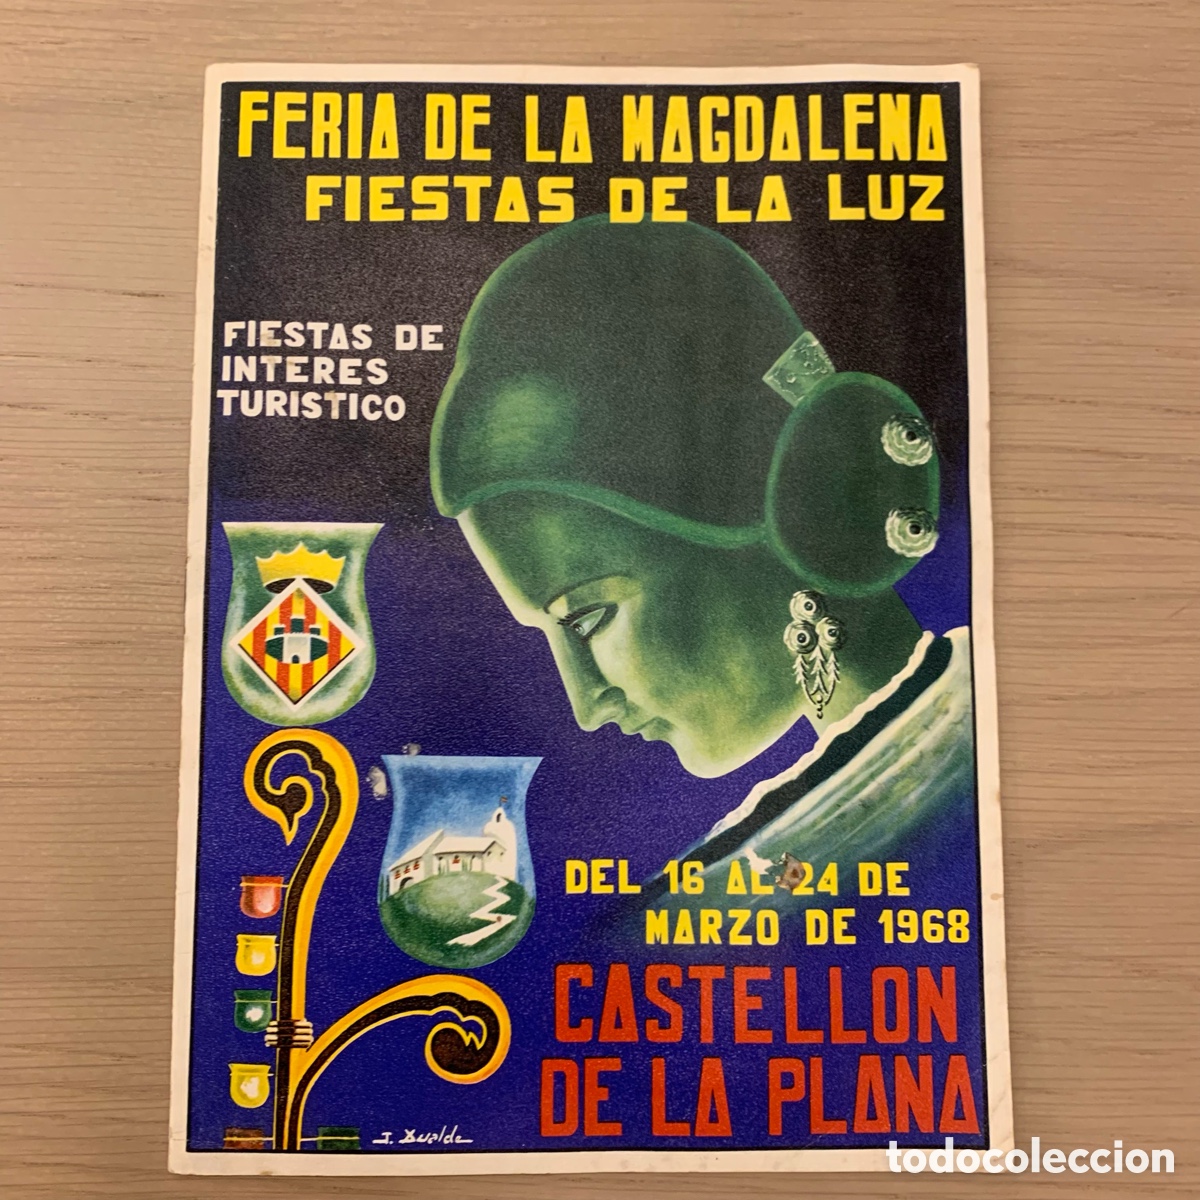 FERIA DE LA MAGDALENA
FIESTAS DE LA LUZ
FIESTAS DE
INTERES
TURISTICO
DEL 16 AL 24 DE
MARZO DE 1968
CASTELLON
DE LA PLANA
J. Dualde
todocoleccion